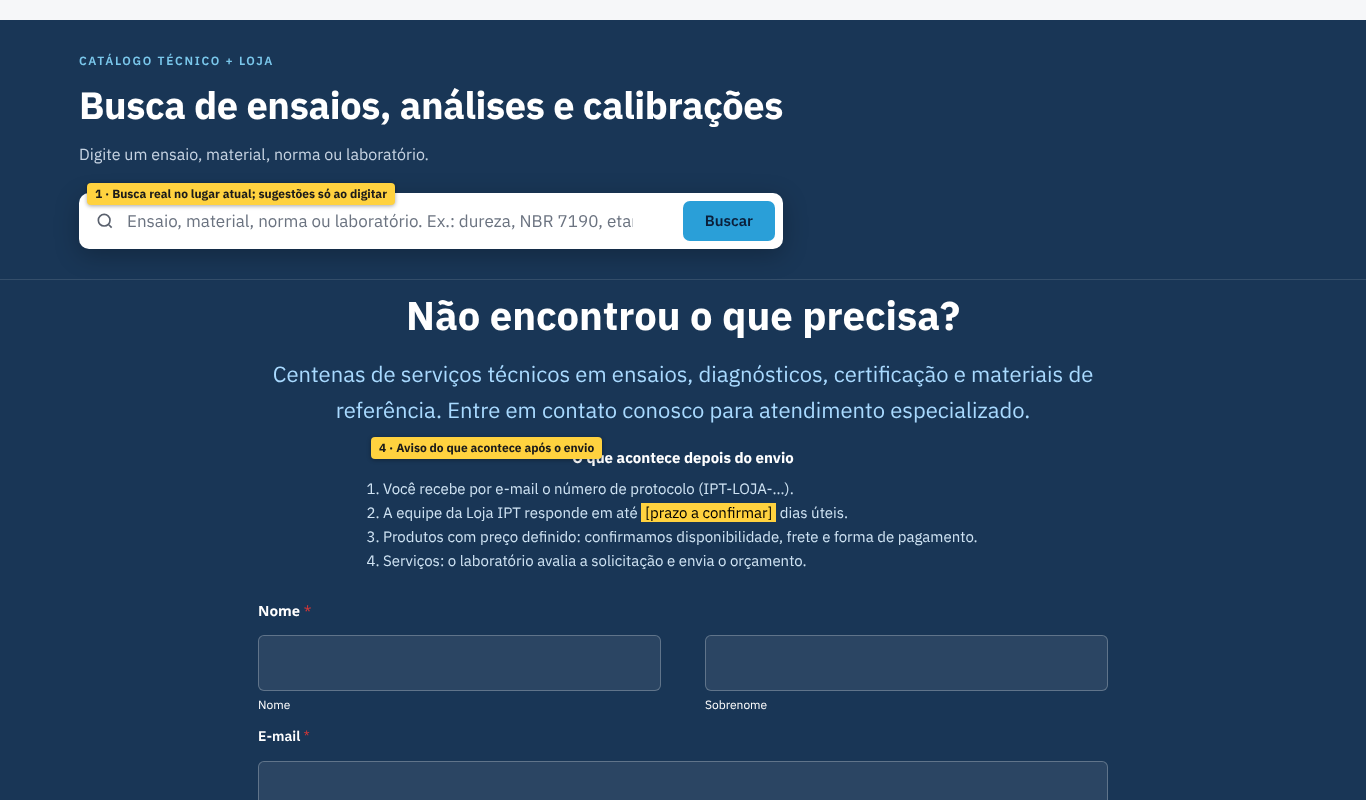 CATÁLOGO TÉCNICO + LOJA
Busca de ensaios, análises e calibrações
Digite um ensaio, material, norma ou laboratório.
1 · Busca real no lugar atual; sugestões só ao digitar
Ensaio, material, norma ou laboratório. Ex.: dureza, NBR 7190, eta
Buscar
Não encontrou o que precisa?
Centenas de serviços técnicos em ensaios, diagnósticos, certificação e materiais de
referência. Entre em contato conosco para atendimento especializado.
4 · Aviso do que acontece após o envio
O que acontece depois do envio
1. Você recebe por e-mail o número de protocolo (IPT-LOJA-...).
2. A equipe da Loja IPT responde em até [prazo a confirmar] dias úteis.
3. Produtos com preço definido: confirmamos disponibilidade, frete e forma de pagamento.
4. Serviços: o laboratório avalia a solicitação e envia o orçamento.
Nome *
Nome
Sobrenome
E-mail *